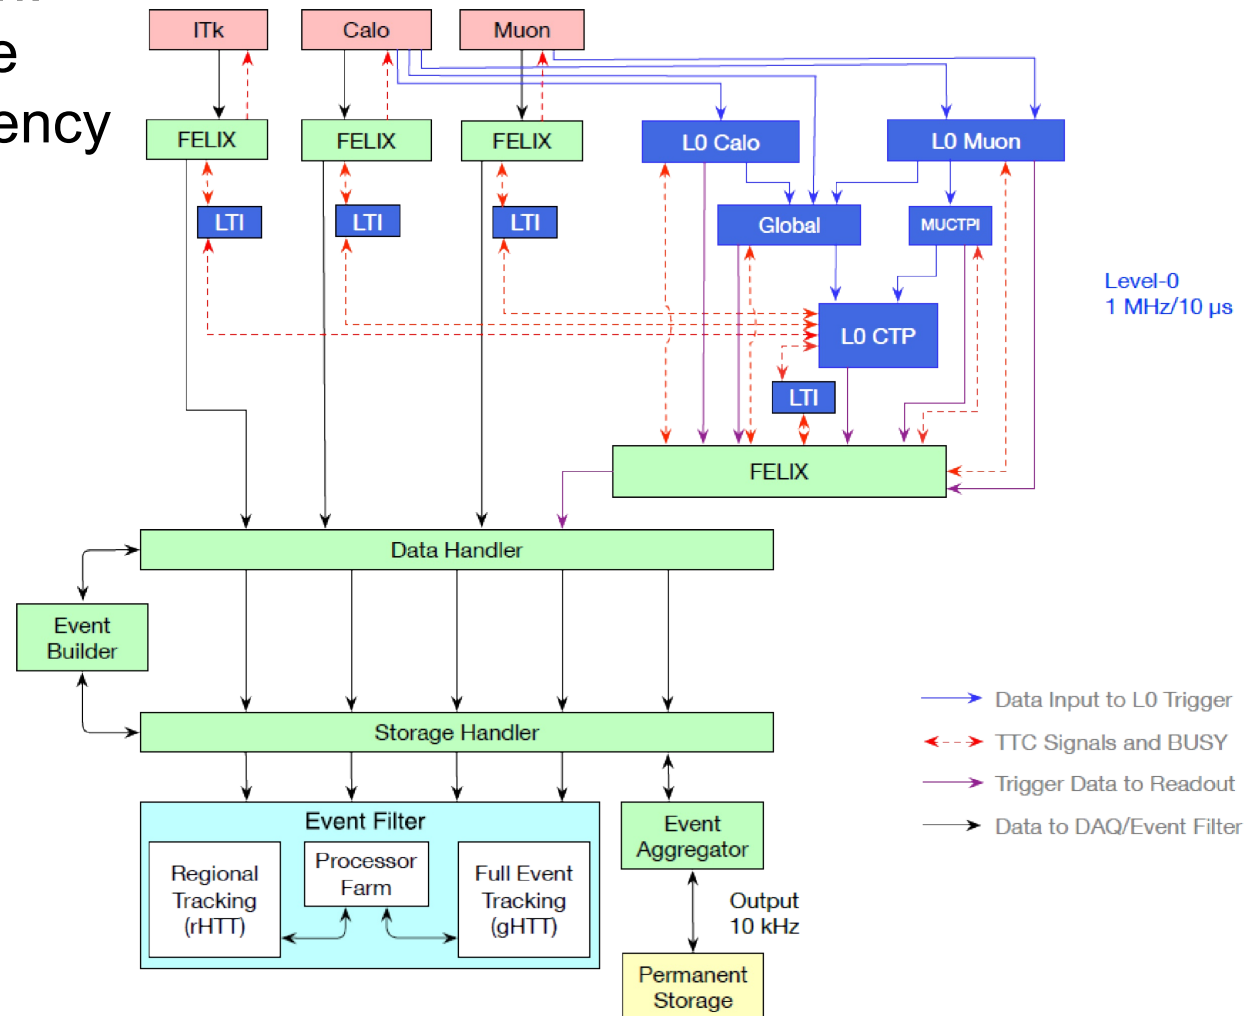 ency
ITk
Calo
Muon
FELIX
FELIX
FELIX
L0 Calo
L0 Muon
LTI
LTI
LTI
Global
MUCTPI
Level-0
1 MHz/10 µs
L0 CTP
LTI
FELIX
Data Handler
Event
Builder
Storage Handler
Data Input to L0 Trigger
TTC Signals and BUSY
Trigger Data to Readout
Data to DAQ/Event Filter
Event Filter
Regional
Tracking
(rHTT)
Processor
Farm
Full Event
Tracking
(gHTT)
Event
Aggregator
Output
10 kHz
Permanent
Storage